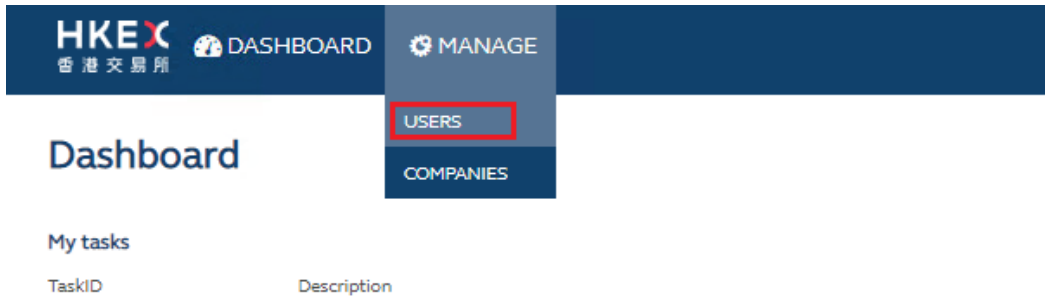 HKEX
香港交易所
DASHBOARD
MANAGE
USERS
COMPANIES
Dashboard
My tasks
TaskID Description